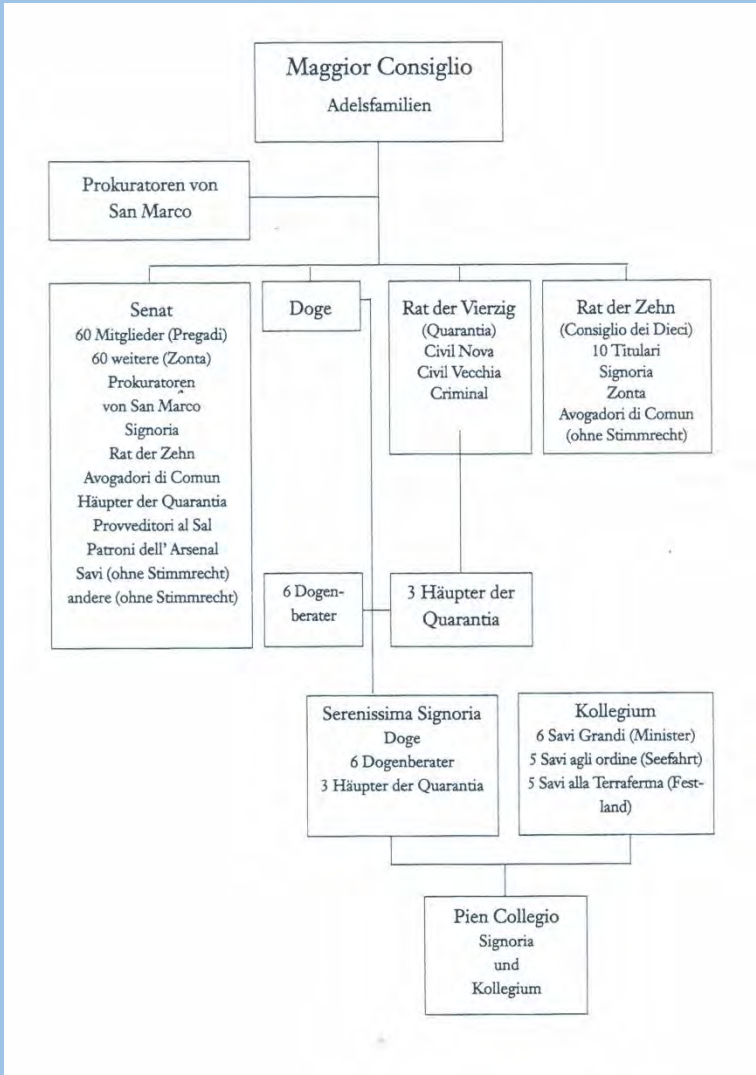 Maggior Consiglio
Adelsfamilien
Prokuratoren von
San Marco
Senat
60 Mitglieder (Pregadi)
60 weitere (Zonta)
Prokuratoren
von San Marco
Signoria
Rat der Zehn
Avogadori di Comun
Häupter der Quarantia
Provveditori al Sal
Patroni dell' Arsenal
Savi (ohne Stimmrecht)
andere (ohne Stimmrecht)
Doge
Rat der Vierzig
(Quarantia)
Civil Nova
Civil Vecchia
Criminal
Rat der Zehn
(Consiglio dei Dieci)
10 Titulari
Signoria
Zonta
Avogadori di Comun
(ohne Stimmrecht)
6 Dogen-
berater
3 Häupter der
Quarantia
Serenissima Signoria
Doge
6 Dogenberater
3 Häupter der Quarantia
Kollegium
6 Savi Grandi (Minister)
5 Savi agli ordine (Seefahrt)
5 Savi alla Terraferma (Fest-
land)
Pien Collegio
Signoria
und
Kollegium